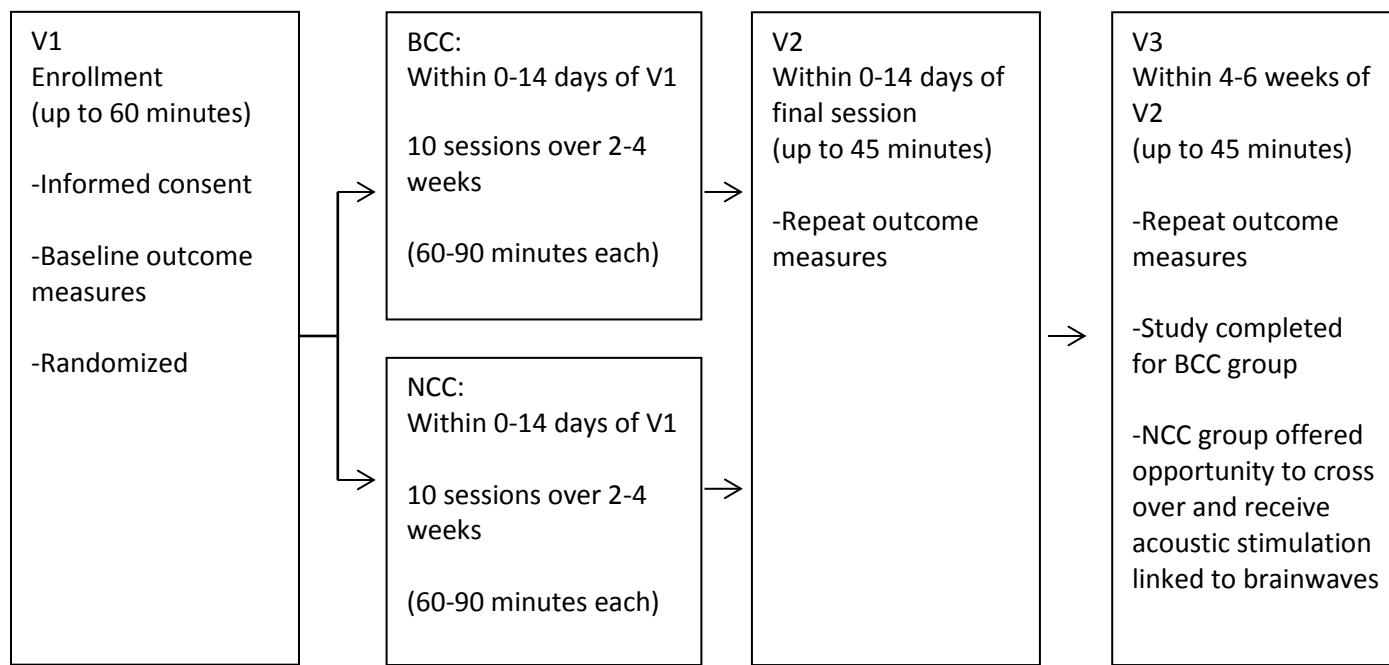 V1
Enrollment
(up to 60 minutes)
-Informed consent
-Baseline outcome
measures
-Randomized
BCC:
Within 0-14 days of V1
10 sessions over 2-4
weeks
(60-90 minutes each)
NCC:
Within 0-14 days of V1
10 sessions over 2-4
weeks
(60-90 minutes each)
V2
Within 0-14 days of
final session
(up to 45 minutes)
-Repeat outcome
measures
V3
Within 4-6 weeks of
V2
(up to 45 minutes)
-Repeat outcome
measures
-Study completed
for BCC group
-NCC group offered
opportunity to cross
over and receive
acoustic stimulation
linked to brainwaves